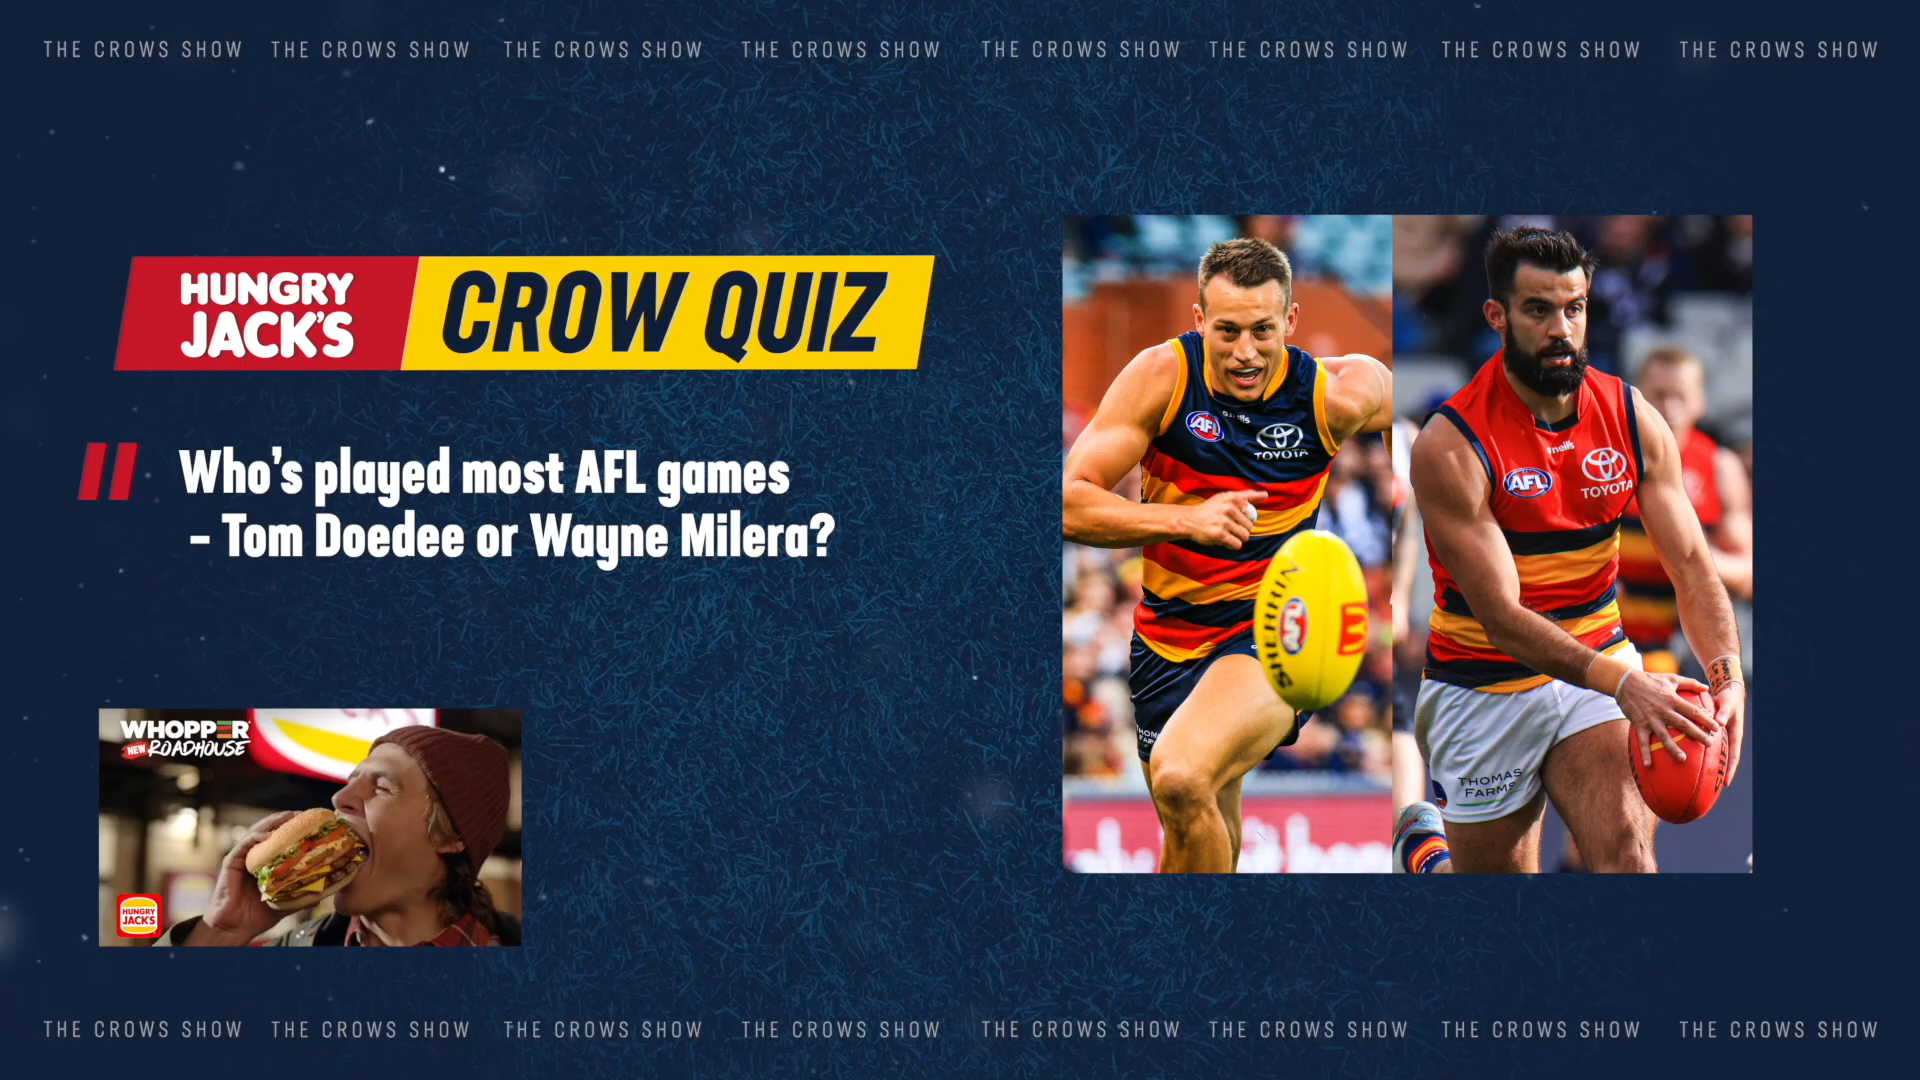 THE CROWS SHOW THE CROWS SHOW THE CROWS SHOW THE CROWS SHOW THE CROWS SHOW THE CROWS SHOW THE CROWS SHOW THE CROWS SHOW
HUNGRY
JACK'S
CROW QUIZ
Who's played most AFL games
– Tom Doedee or Wayne Milera?
WHOPPER
NEW ROADHOUSE
HUNGRY
JACK'S
AFL
TOYOTA
SHERRIN
AFL
oneills
AFL
TOYOTA
THOMAS
FARMS
THE CROWS SHOW THE CROWS SHOW THE CROWS SHOW THE CROWS SHOW THE CROWS SHOW THE CROWS SHOW THE CROWS SHOW THE CROWS SHOW